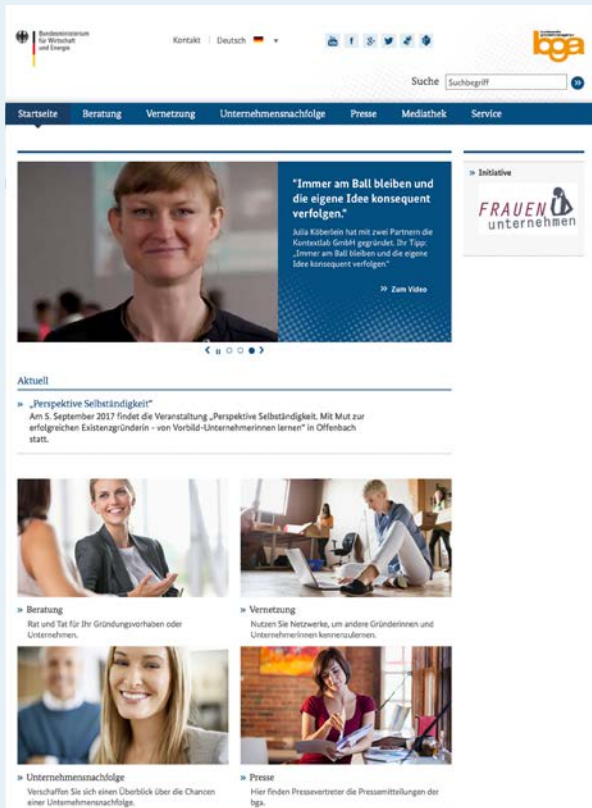 Bundesministerium
für Wirtschaft
und Energie
Kontakt Deutsch
bga
Suche Suchbegriff
Startseite Beratung Vernetzung Unternehmensnachfolge Presse Mediathek Service
"Immer am Ball bleiben und
die eigene Idee konsequent
verfolgen."
Julia Köberlein hat mit zwei Partnern die
Kontextlab GmbH gegründet. Ihr Tipp:
„Immer am Ball bleiben und die eigene
Idee konsequent verfolgen."
» Zum Video
» Initiative
FRAUEN
unternehmen
Aktuell
» „Perspektive Selbständigkeit"
Am 5. September 2017 findet die Veranstaltung „Perspektive Selbständigkeit. Mit Mut zur
erfolgreichen Existenzgründerin - von Vorbild-Unternehmerinnen lernen" in Offenbach
statt.
» Beratung
Rat und Tat für Ihr Gründungsvorhaben oder
Unternehmen.
» Vernetzung
Nutzen Sie Netzwerke, um andere Gründerinnen und
Unternehmerinnen kennenzulernen.
» Unternehmensnachfolge
Verschaffen Sie sich einen Überblick über die Chancen
einer Unternehmensnachfolge.
» Presse
Hier finden Pressevertreter die Pressemitteilungen der
bga.